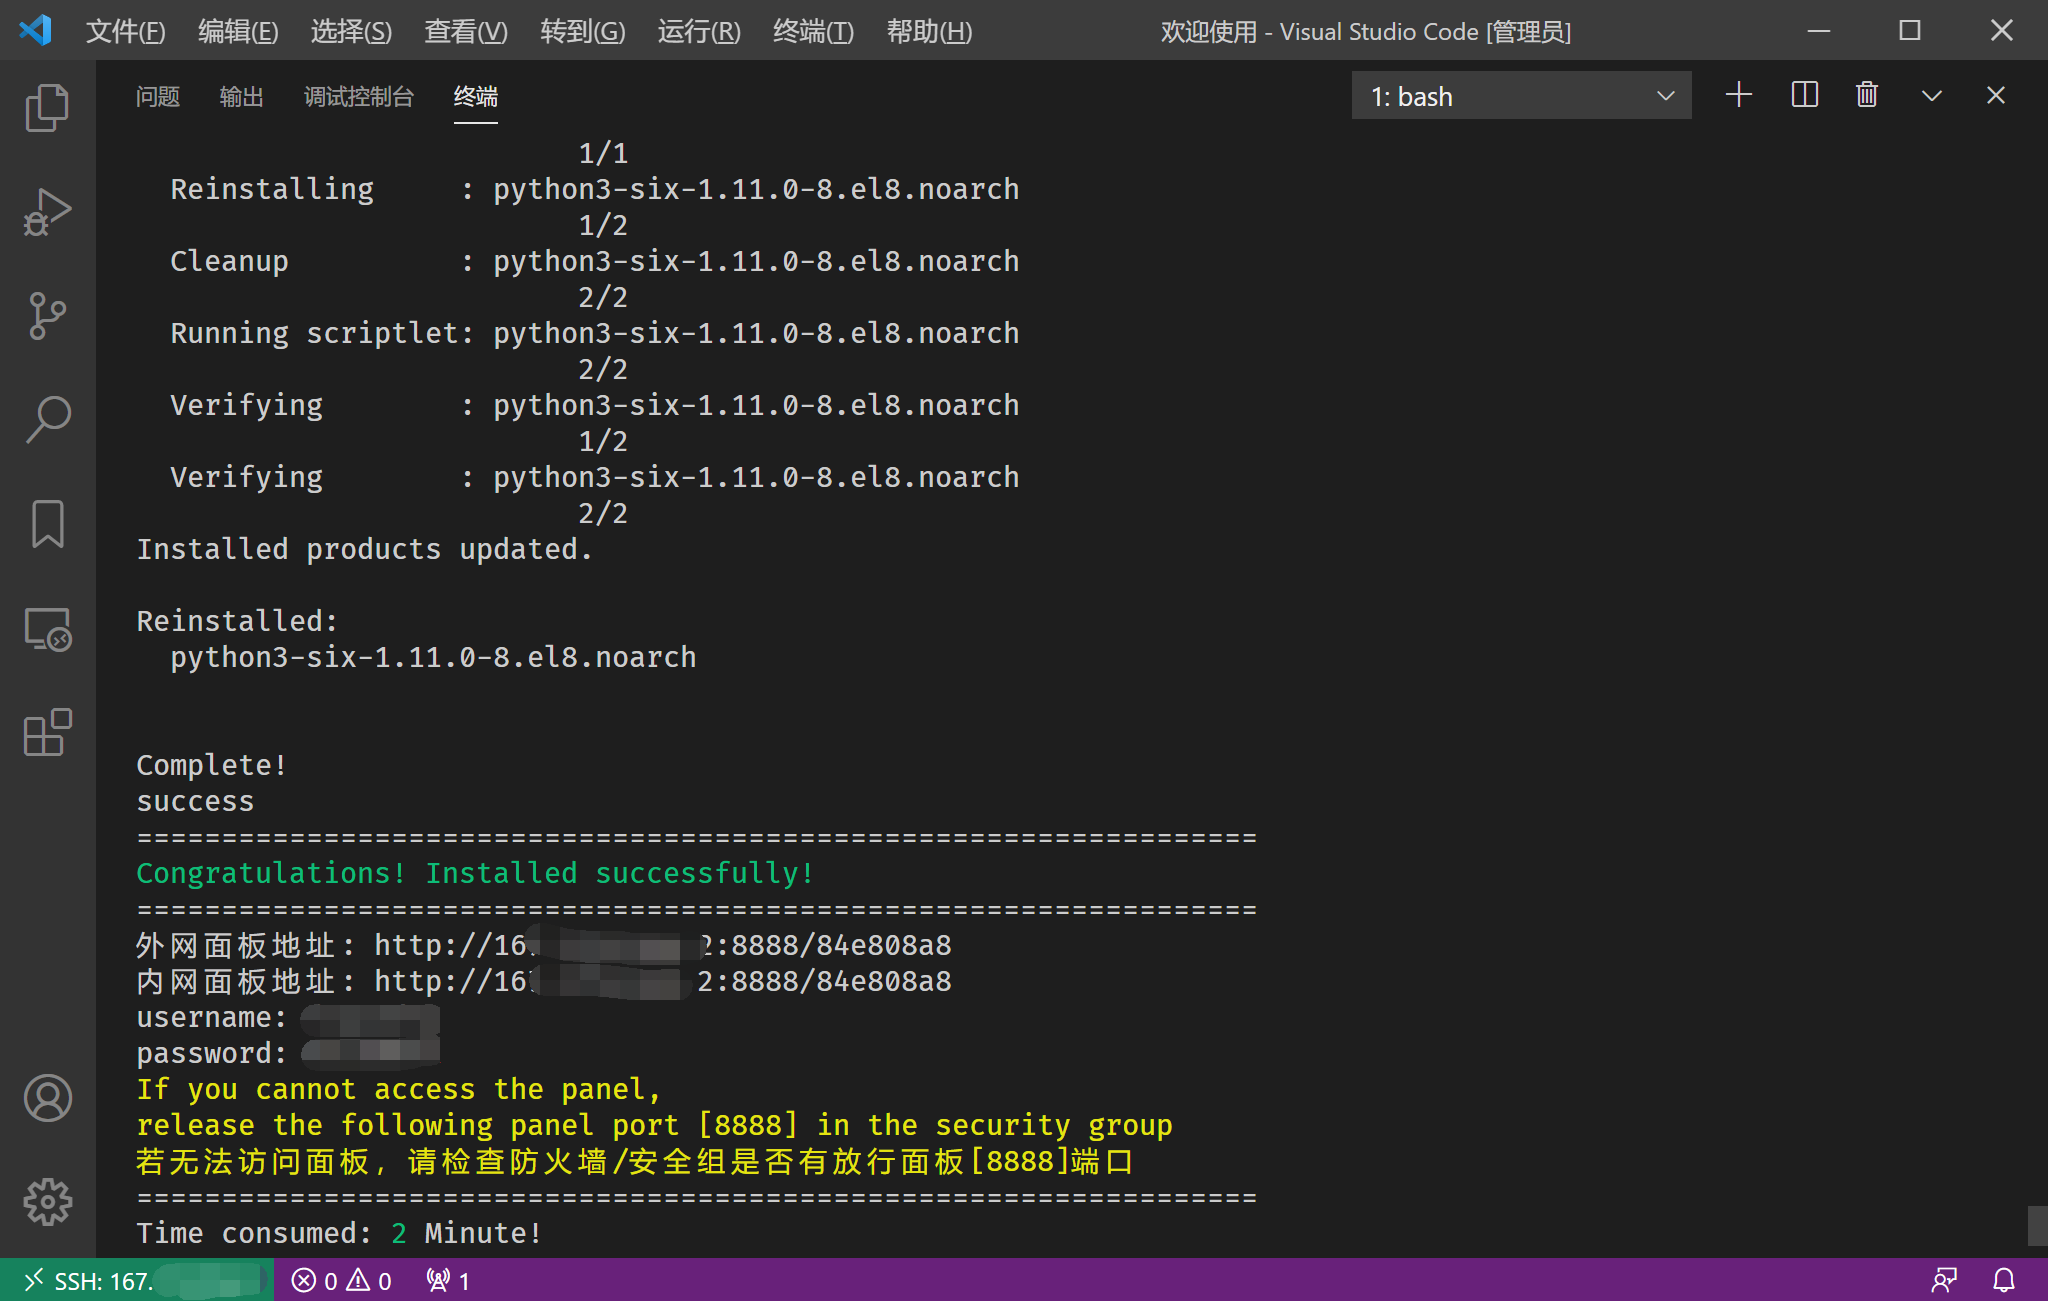 文件(F) 编辑(E) 选择(S) 查看(V) 转到(G) 运行(R) 终端(T) 帮助(H) 欢迎使用 - Visual Studio Code [管理员]
问题 输出 调试控制台 终端 1: bash
1/1
Reinstalling : python3-six-1.11.0-8.el8.noarch
1/2
Cleanup : python3-six-1.11.0-8.el8.noarch
2/2
Running scriptlet: python3-six-1.11.0-8.el8.noarch
2/2
Verifying : python3-six-1.11.0-8.el8.noarch
1/2
Verifying : python3-six-1.11.0-8.el8.noarch
2/2
Installed products updated.
Reinstalled:
python3-six-1.11.0-8.el8.noarch
Complete!
success
==================================================================
Congratulations! Installed successfully!
==================================================================
外网面板地址: http://16 2:8888/84e808a8
内网面板地址: http://16 2:8888/84e808a8
username:
password:
If you cannot access the panel,
release the following panel port [8888] in the security group
若无法访问面板，请检查防火墙/安全组是否有放行面板[8888]端口
==================================================================
Time consumed: 2 Minute!
SSH: 167. 0 0 1